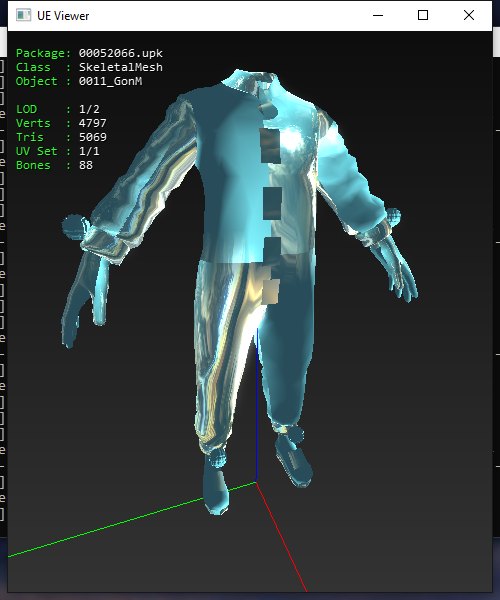 UE Viewer
Package: 00052066.upk
Class : SkeletalMesh
Object : 0011_GonM
LOD : 1/2
Verts : 4797
Tris : 5069
UV Set : 1/1
Bones : 88